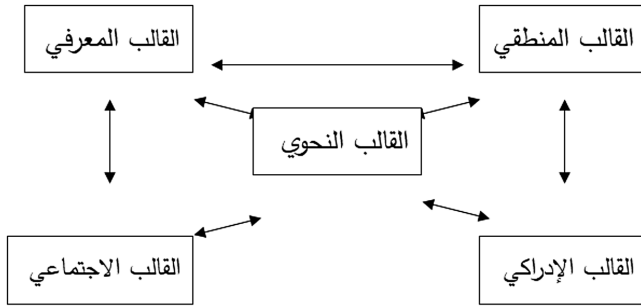 القالب المنطقي
القالب المعرفي
القالب النحوي
القالب الإدراكي
القالب الاجتماعي